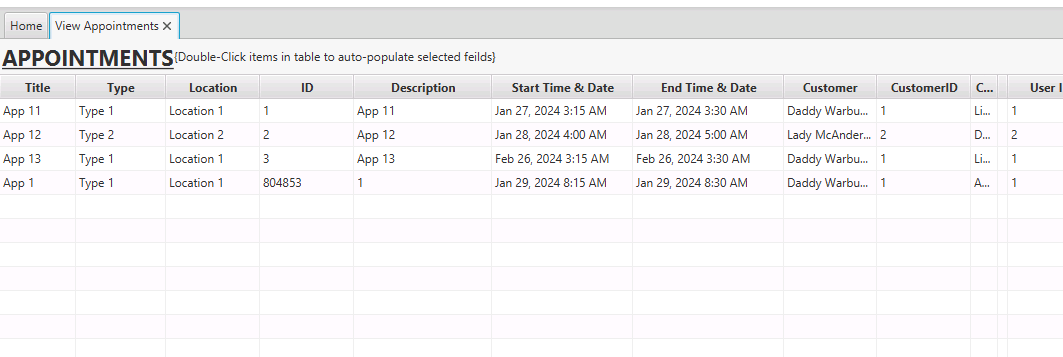 Home View Appointments ✕
APPOINTMENTS{Double-Click items in table to auto-populate selected feilds}
Title Type Location ID Description Start Time & Date End Time & Date Customer CustomerID C... User I
App 11 Type 1 Location 1 1 App 11 Jan 27, 2024 3:15 AM Jan 27, 2024 3:30 AM Daddy Warbu... 1 Li... 1
App 12 Type 2 Location 2 2 App 12 Jan 28, 2024 4:00 AM Jan 28, 2024 5:00 AM Lady McAnder... 2 D... 2
App 13 Type 1 Location 1 3 App 13 Feb 26, 2024 3:15 AM Feb 26, 2024 3:30 AM Daddy Warbu... 1 Li... 1
App 1 Type 1 Location 1 804853 1 Jan 29, 2024 8:15 AM Jan 29, 2024 8:30 AM Daddy Warbu... 1 A... 1